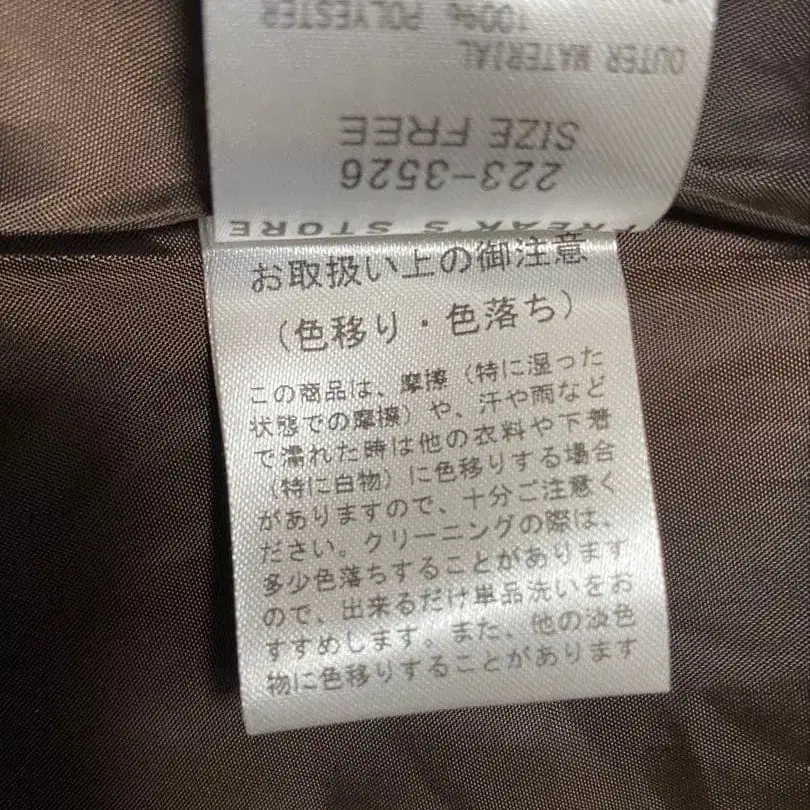 FREAK'S STORE
223-3526
SIZE FREE
OUTER MATERIAL
100% POLYESTER
お取扱い上の御注意
（色移り・色落ち）
この商品は、摩擦（特に湿った
状態での摩擦）や、汗や雨など
で濡れた時は他の衣料や下着
（特に白物）に色移りする場合
がありますので、十分ご注意く
ださい。クリーニングの際は、
多少色落ちすることがあります
ので、出来るだけ単品洗いをお
すすめします。また、他の淡色
物に色移りすることがあります